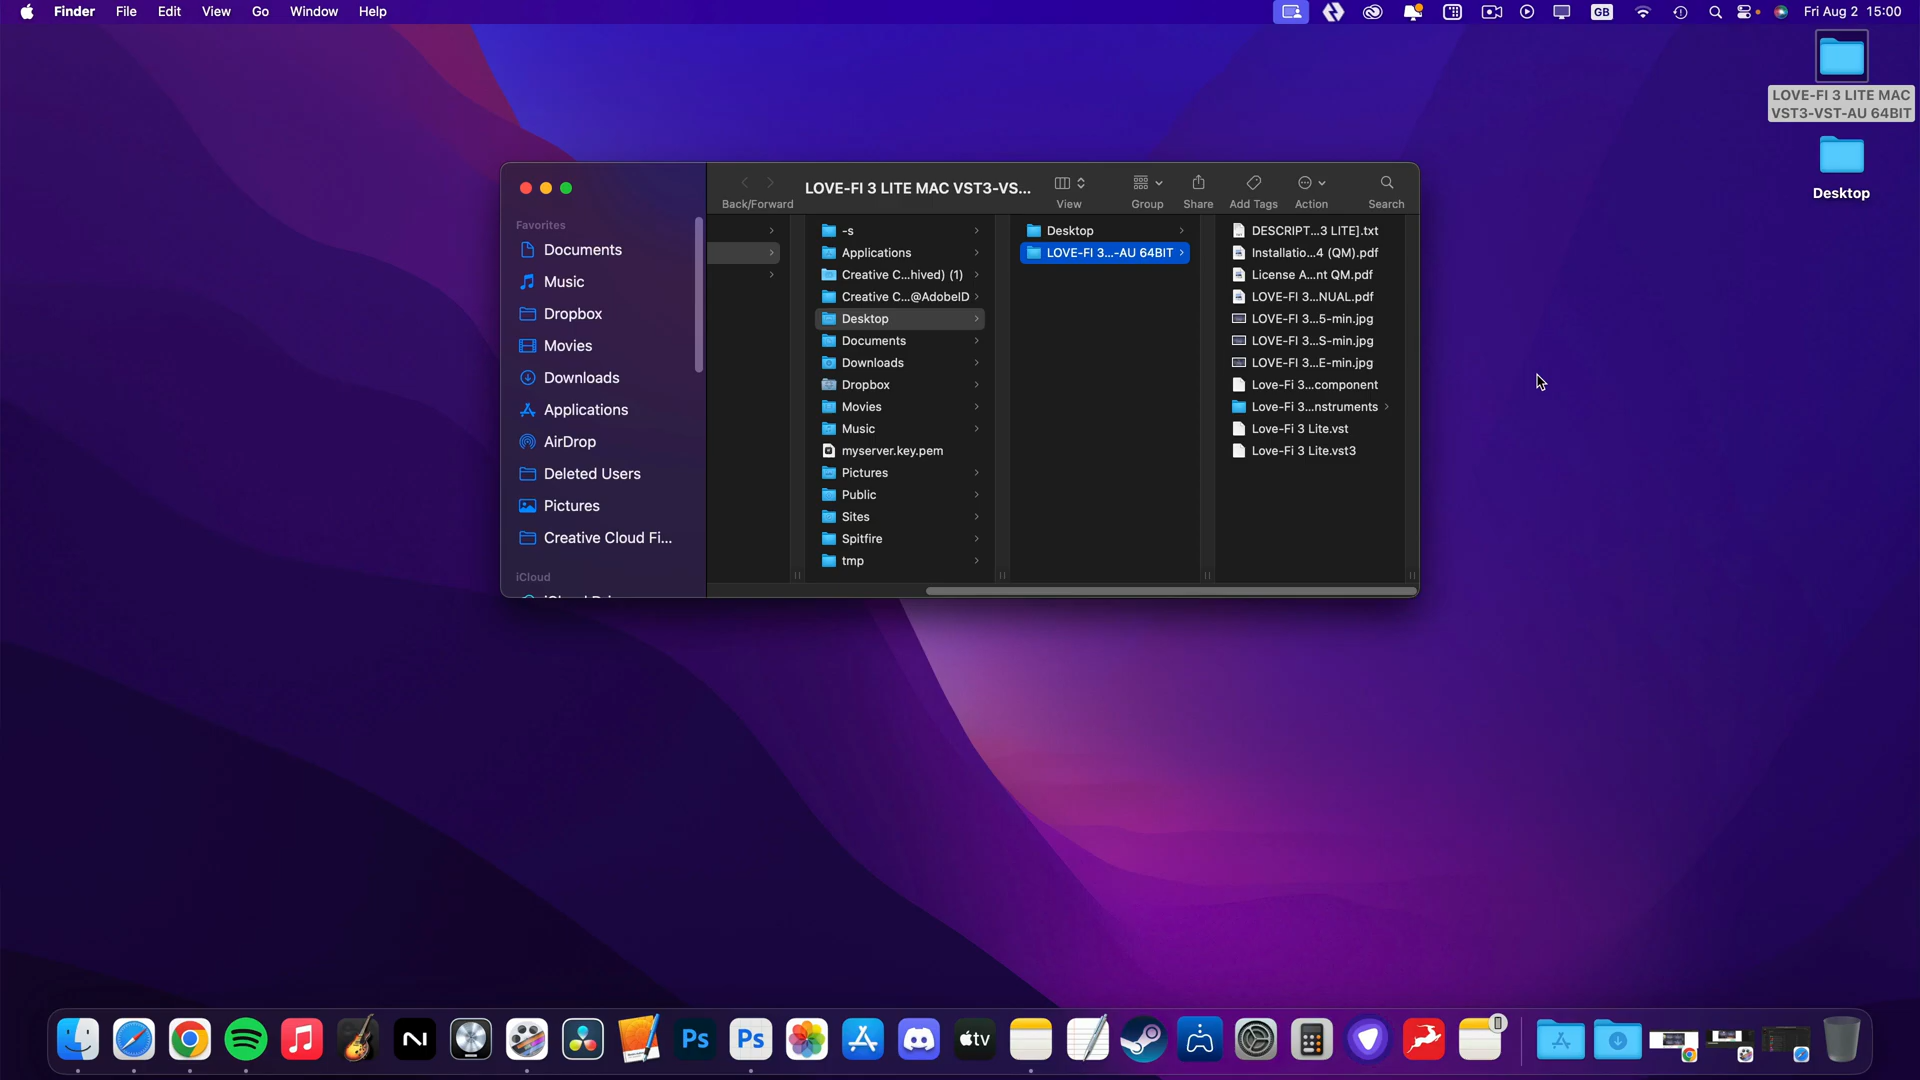 Finder File Edit View Go Window Help
GB
Fri Aug 2 15:00
LOVE-FI 3 LITE MAC
VST3-VST-AU 64BIT
Desktop
LOVE-FI 3 LITE MAC VST3-VS...
Back/Forward
View
Group
Share
Add Tags
Action
Search
Favorites
Documents
Music
Dropbox
Movies
Downloads
Applications
AirDrop
Deleted Users
Pictures
Creative Cloud Fi...
iCloud
-s
Applications
Creative C...hived) (1)
Creative C...@AdobeID
Desktop
Documents
Downloads
Dropbox
Movies
Music
myserver.key.pem
Pictures
Public
Sites
Spitfire
tmp
Desktop
LOVE-FI 3...-AU 64BIT
DESCRIPT...3 LITE].txt
Installatio...4 (QM).pdf
License A...nt QM.pdf
LOVE-FI 3...NUAL.pdf
LOVE-FI 3...5-min.jpg
LOVE-FI 3...S-min.jpg
LOVE-FI 3...E-min.jpg
Love-Fi 3...component
Love-Fi 3...nstruments
Love-Fi 3 Lite.vst
Love-Fi 3 Lite.vst3
Ps
Ps
tv